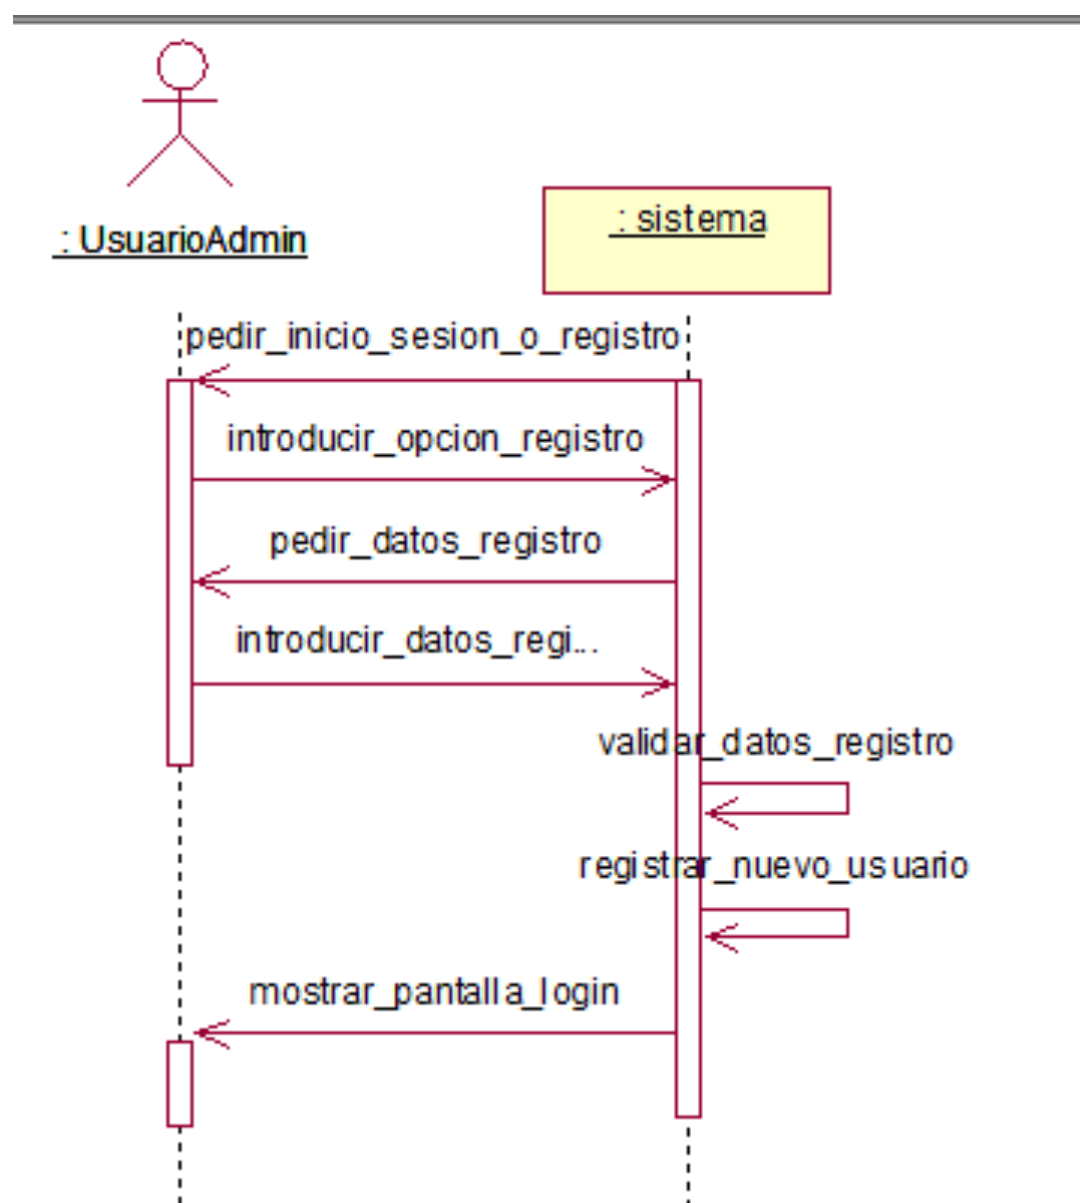 : UsuarioAdmin
: sistema
pedir_inicio_sesion_o_registro
introducir_opcion_registro
pedir_datos_registro
introducir_datos_regi...
validar_datos_registro
registrar_nuevo_usuario
mostrar_pantalla_login